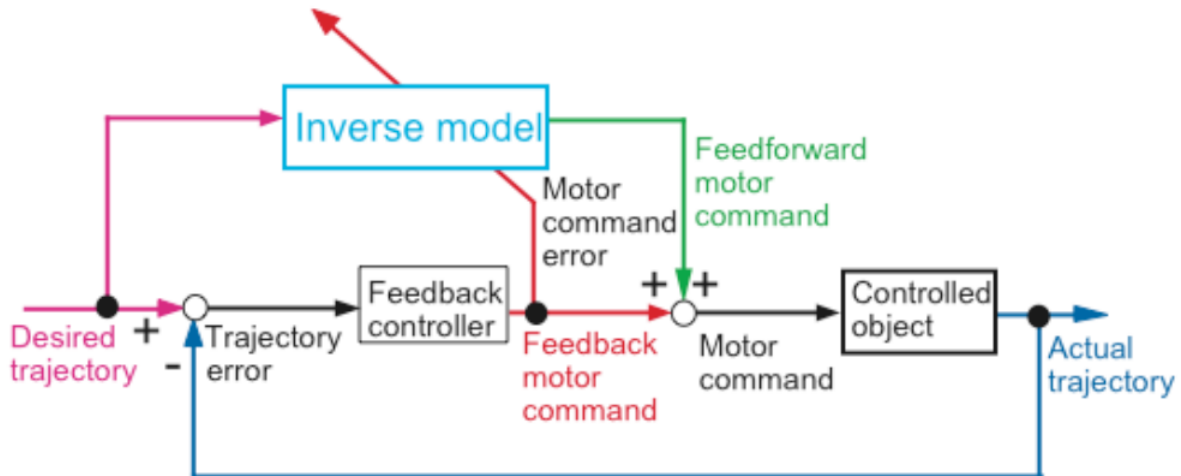 Inverse model
Feedforward
motor
command
Motor
command
error
Feedback
controller
+ +
Controlled
object
Desired
trajectory
+
-
Trajectory
error
Feedback
motor
command
Motor
command
Actual
trajectory